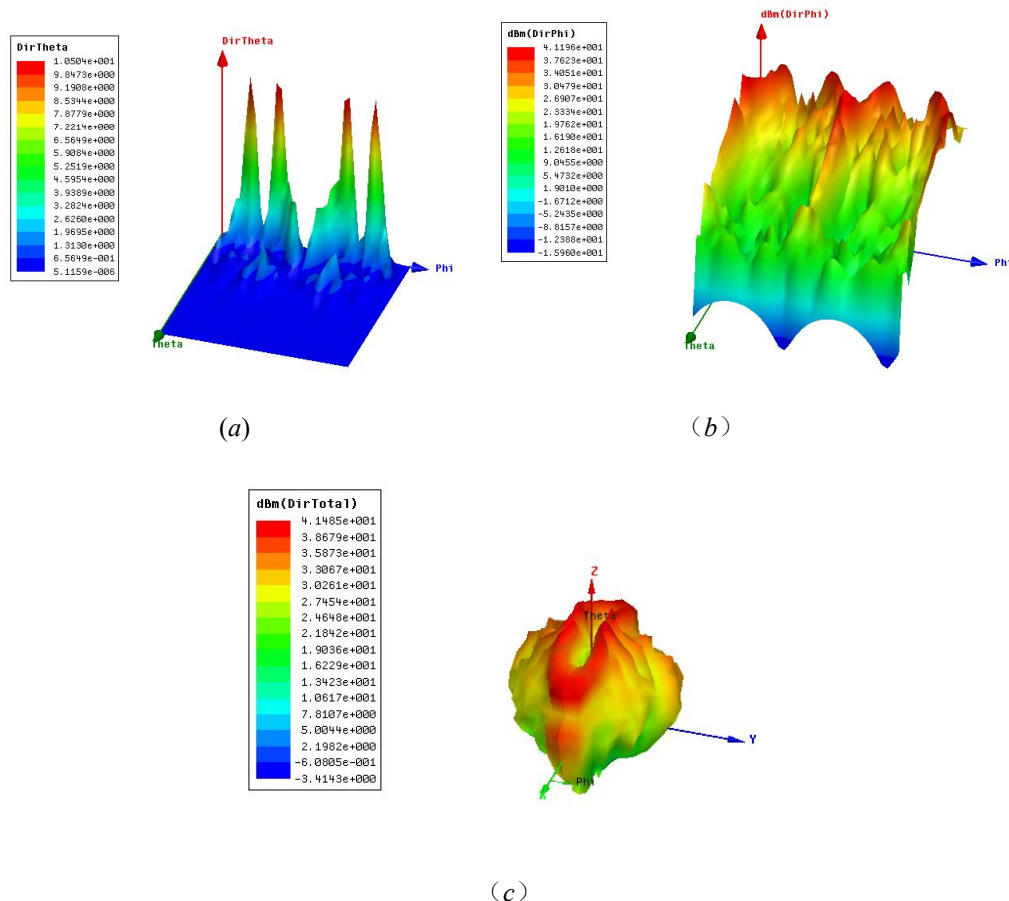 DirTheta
1.0504e+001
9.8473e+000
9.1908e+000
8.5344e+000
7.8779e+000
7.2214e+000
6.5649e+000
5.9084e+000
5.2519e+000
4.5954e+000
3.9389e+000
3.2824e+000
2.6260e+000
1.9695e+000
1.3130e+000
6.5649e-001
5.1159e-006
DirTheta
Phi
Theta
(a)
dBm(DirPhi)
4.1196e+001
3.7623e+001
3.4051e+001
3.0479e+001
2.6907e+001
2.3334e+001
1.9762e+001
1.6190e+001
1.2618e+001
9.0455e+000
5.4732e+000
1.9010e+000
-1.6712e+000
-5.2435e+000
-8.8157e+000
-1.2388e+001
-1.5960e+001
dBm(DirPhi)
Phi
Theta
（b）
dBm(DirTotal)
4.1485e+001
3.8679e+001
3.5873e+001
3.3067e+001
3.0261e+001
2.7454e+001
2.4648e+001
2.1842e+001
1.9036e+001
1.6229e+001
1.3423e+001
1.0617e+001
7.8107e+000
5.0044e+000
2.1982e+000
-6.0805e-001
-3.4143e+000
Z
Theta
Y
Phi
X
（c）